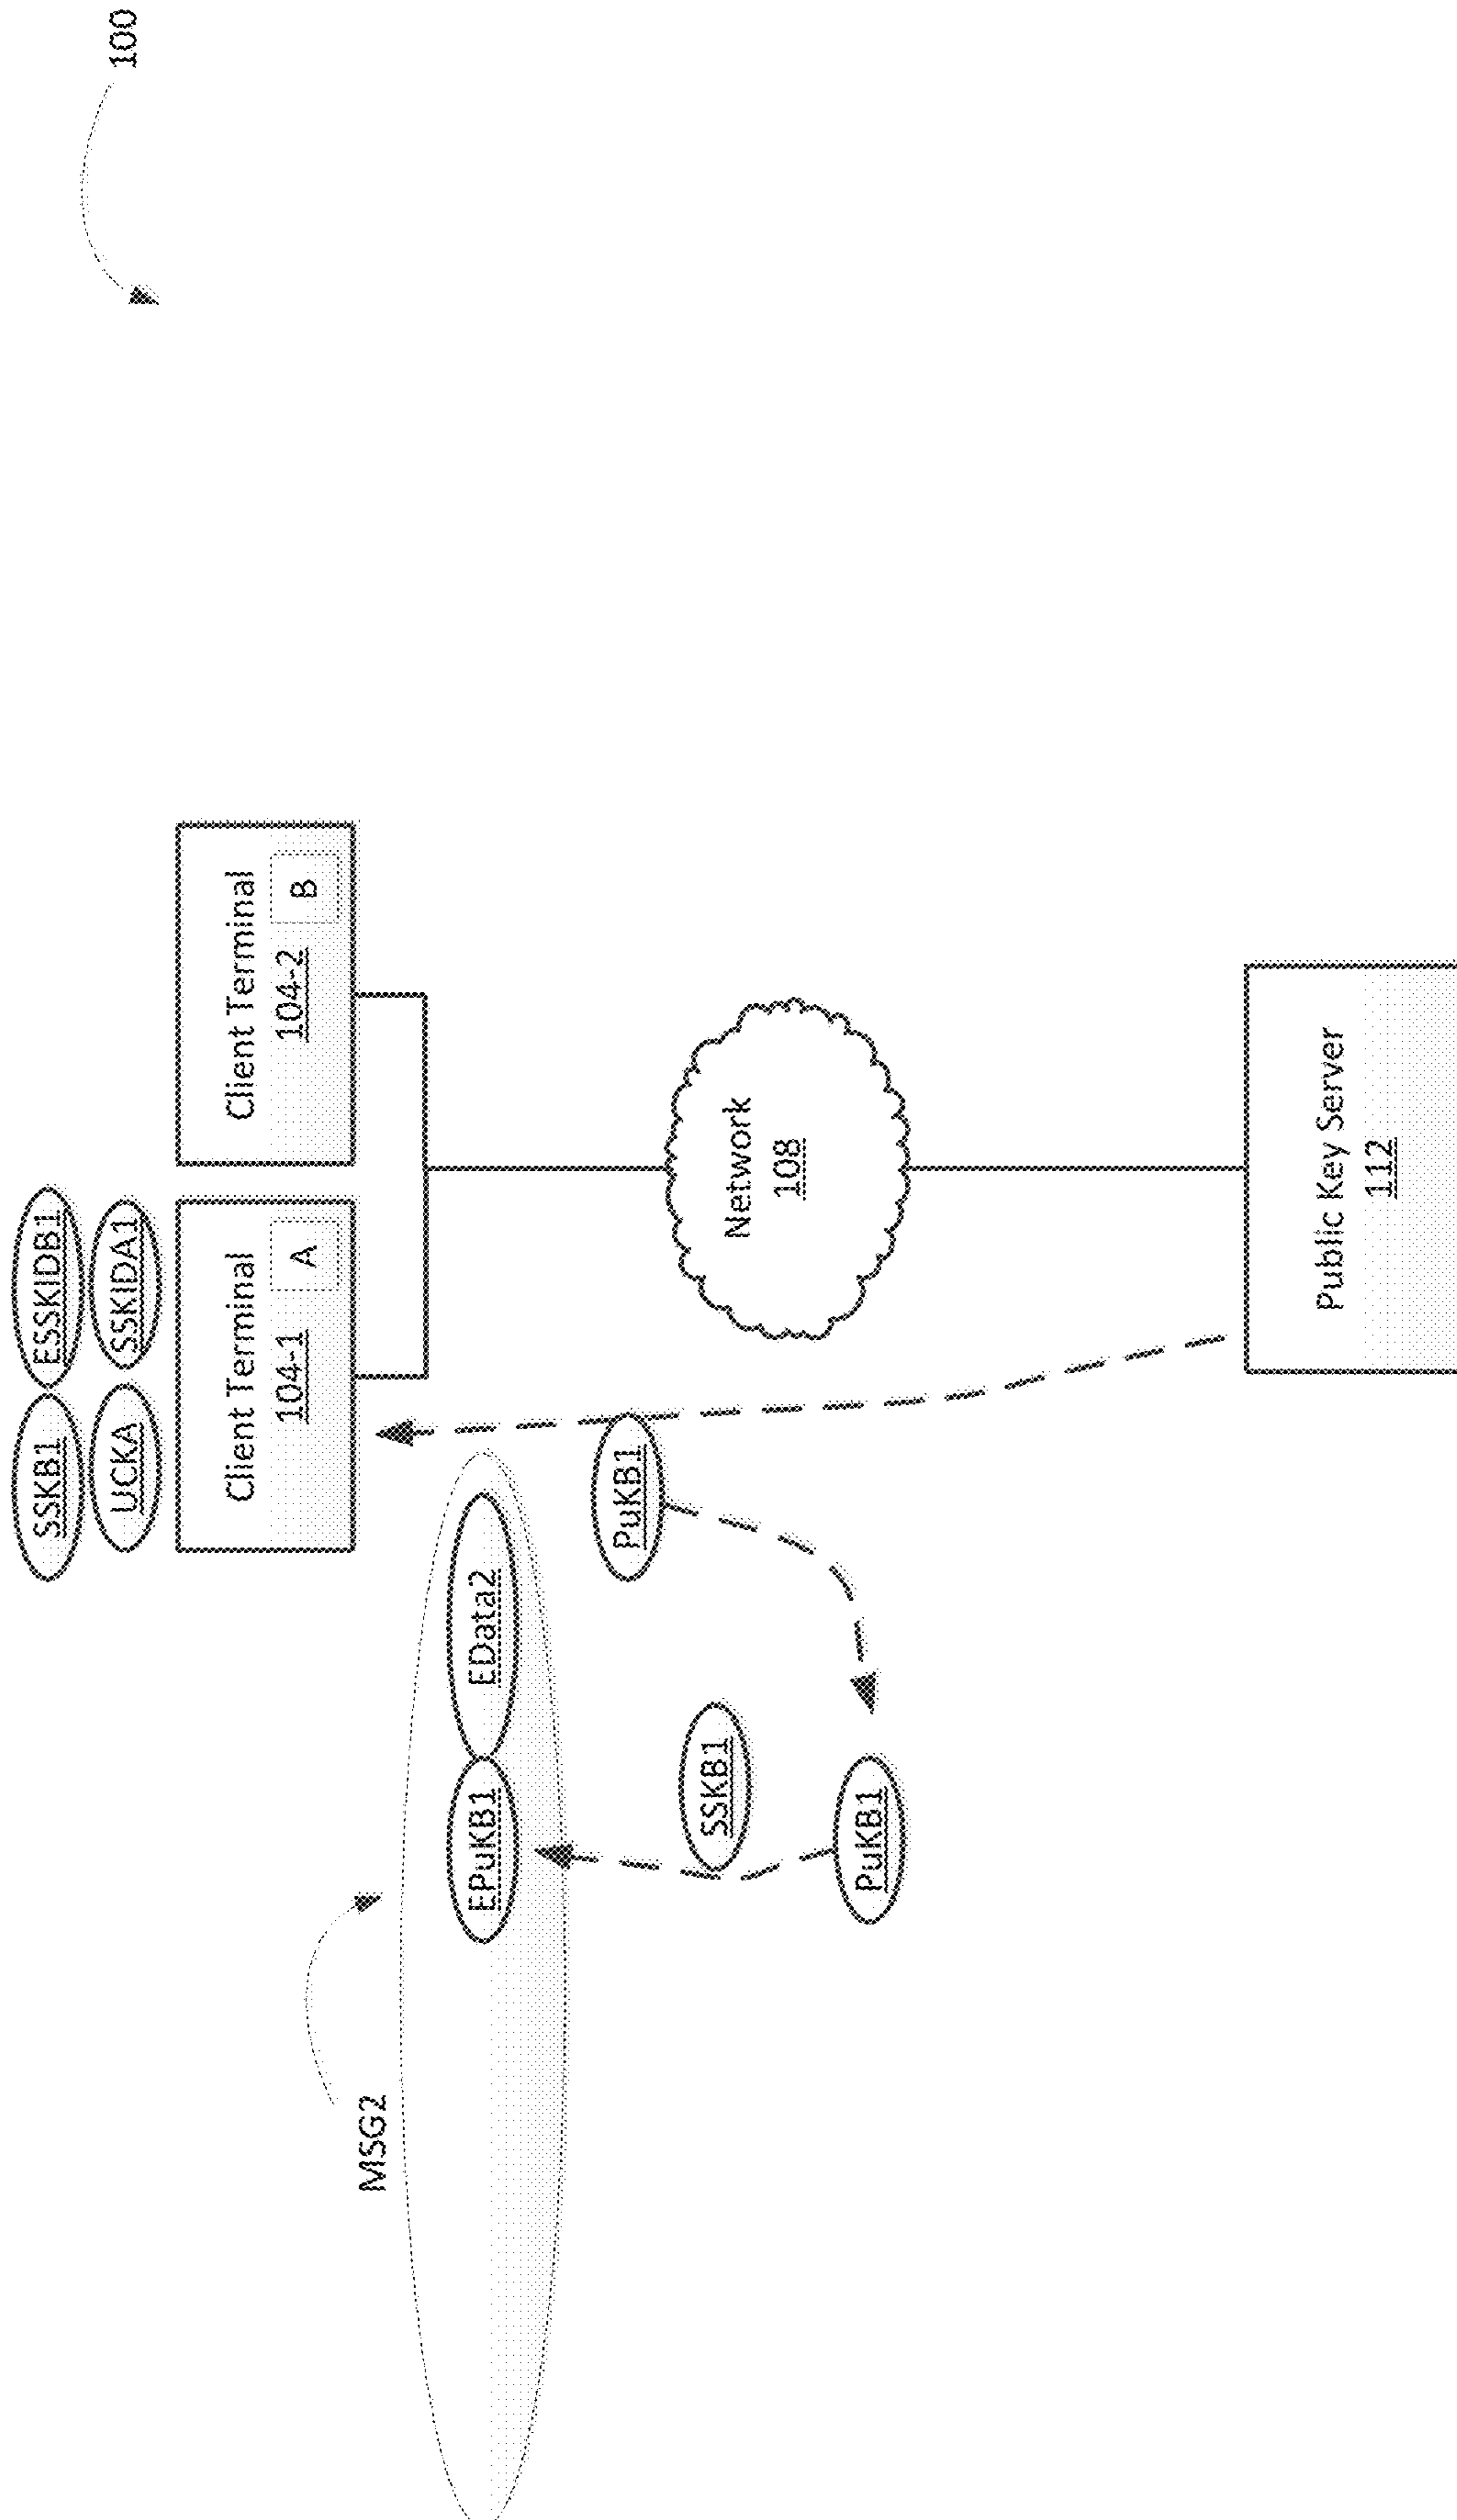 100
SSKB1
ESSKIDB1
UCKA
SSKIDA1
Client Terminal
104-1
A
Client Terminal
104-2
B
MSG2
EPuKB1
EData2
PuKB1
SSKB1
PuKB1
Network
108
Public Key Server
112